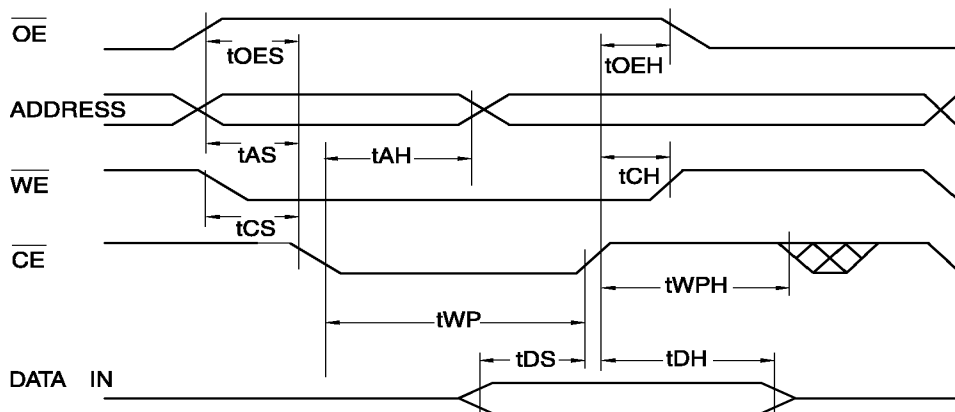 OE
tOES
tOEH
ADDRESS
tAS
tAH
tCH
WE
tCS
CE
tWPH
tWP
tDS
tDH
DATA IN